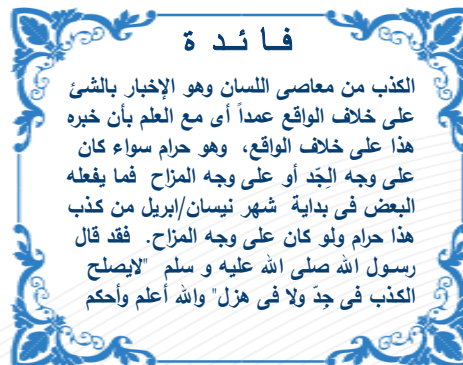 فـا ئـد ة
الكذب من معاصى اللسان وهو الإخبار بالشئ
على خلاف الواقع عمداً أى مع العلم بأن خبره
هذا على خلاف الواقع، وهو حرام سواء كان
على وجه الجَد أو على وجه المزاح فما يفعله
البعض فى بداية شهر نيسان/ابريل من كذب
هذا حرام ولو كان على وجه المزاح. فقد قال
رسول الله صلى الله عليه و سلم "لايصلح
الكذب فى جِدّ ولا فى هزل" والله أعلم وأحكم